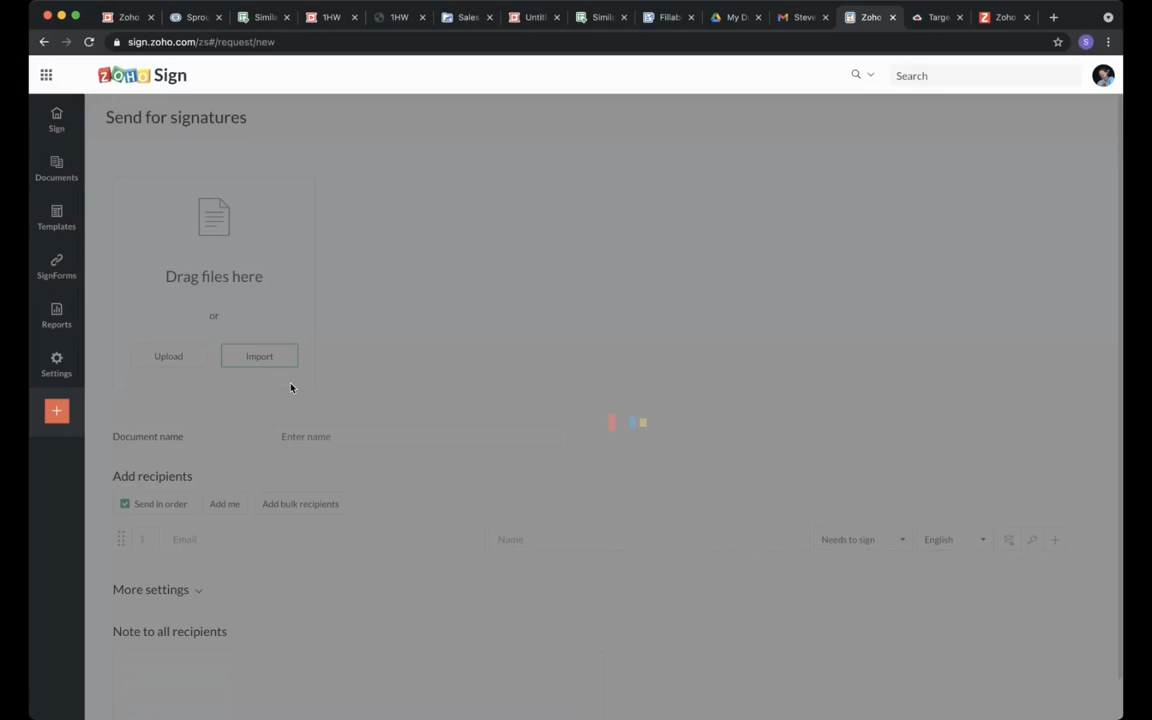 Zoho
Sprou
Simila
1HW
1HW
Sales
Untitl
Simila
Fillab
My D
Steve
Zoho
Targe
Zoho
sign.zoho.com/zs#/request/new
S
ZOHO Sign
Search
Sign
Documents
Templates
SignForms
Reports
Settings
+
Send for signatures
Drag files here
or
Upload Import
Document name Enter name
Add recipients
Send in order Add me Add bulk recipients
1 Email Name Needs to sign English +
More settings
Note to all recipients